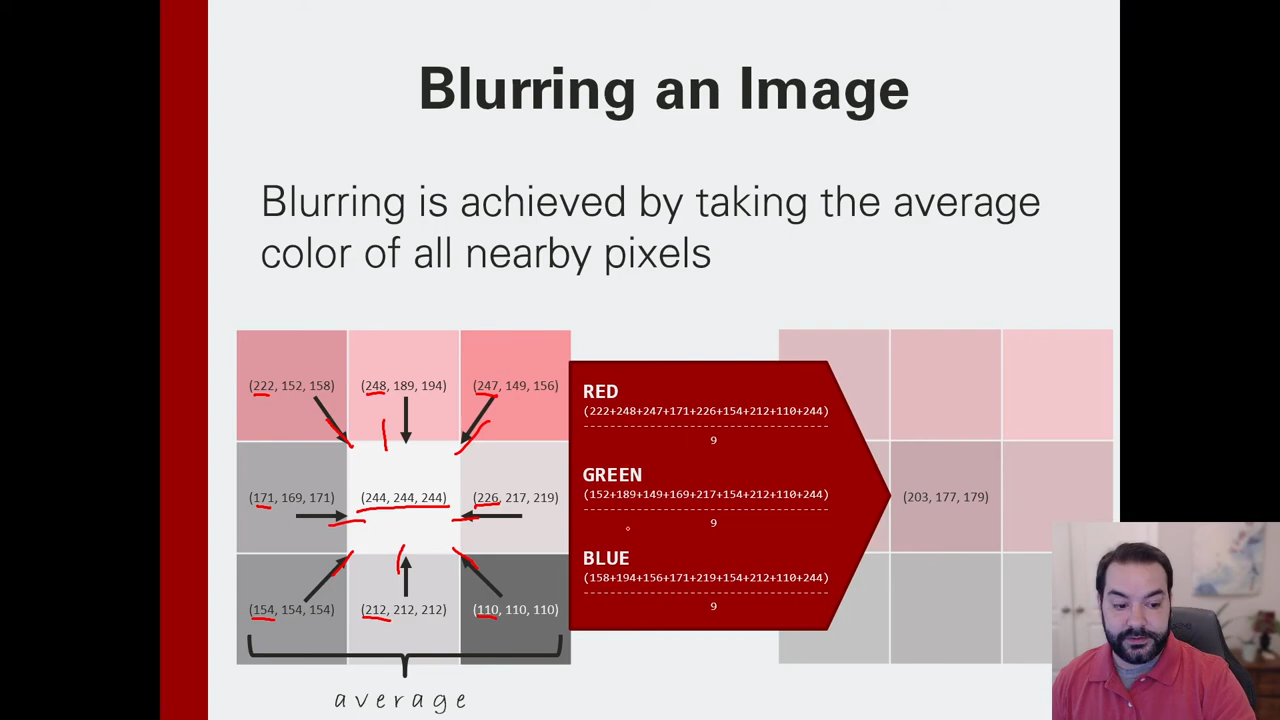 Blurring an Image
Blurring is achieved by taking the average
color of all nearby pixels
(222, 152, 158) (248, 189, 194) (247, 149, 156)
(171, 169, 171) (244, 244, 244) (226, 217, 219)
(154, 154, 154) (212, 212, 212) (110, 110, 110)
average
RED
(222+248+247+171+226+154+212+110+244)
9
GREEN
(152+189+149+169+217+154+212+110+244)
9
BLUE
(158+194+156+171+219+154+212+110+244)
9
(203, 177, 179)